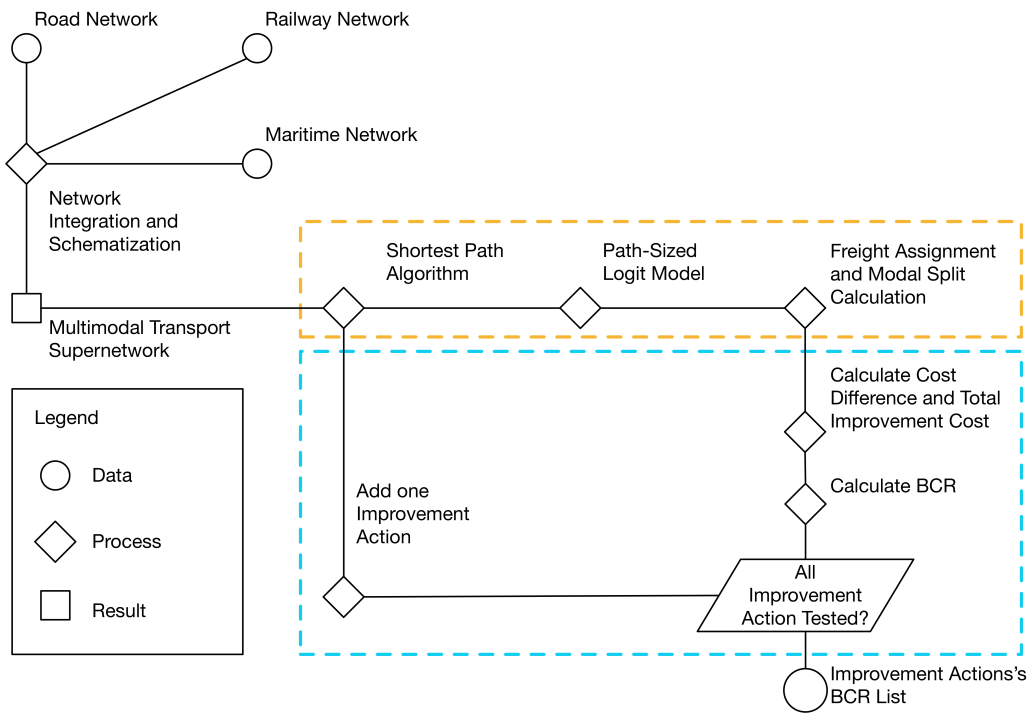 Road Network
Railway Network
Maritime Network
Network
Integration and
Schematization
Shortest Path
Algorithm
Path-Sized
Logit Model
Freight Assignment
and Modal Split
Calculation
Multimodal Transport
Supernetwork
Calculate Cost
Difference and Total
Improvement Cost
Calculate BCR
Add one
Improvement
Action
All
Improvement
Action Tested?
Improvement Actions's
BCR List
Legend
Data
Process
Result